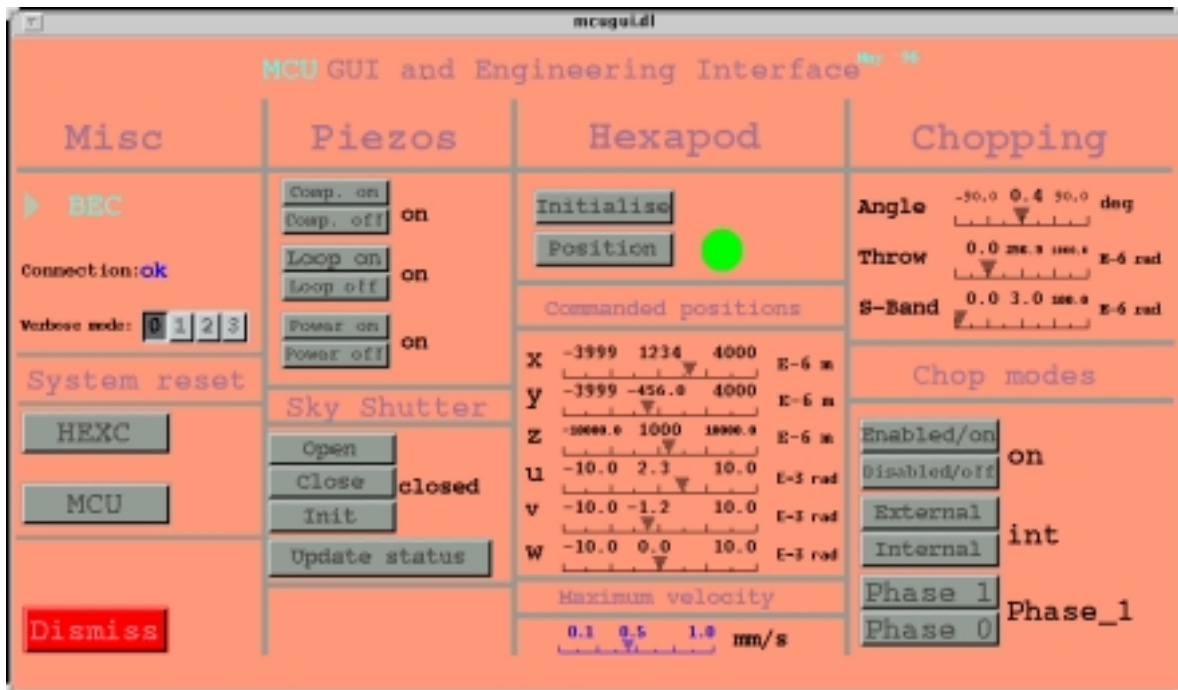 mcugui.dl
MCU GUI and Engineering Interface May 96
Misc
BEC
Connection:ok
Verbose mode: 0 1 2 3
System reset
HEXC
MCU
Dismiss
Piezos
Comp. on
Comp. off on
Loop on
Loop off on
Power on
Power off on
Sky Shutter
Open
Close closed
Init
Update status
Hexapod
Initialise
Position
Commanded positions
x -3999 1234 4000 E-6 m
y -3999 -456.0 4000 E-6 m
z -10000.0 1000 10000.0 E-6 m
u -10.0 2.3 10.0 E-3 rad
v -10.0 -1.2 10.0 E-3 rad
w -10.0 0.0 10.0 E-3 rad
Maximum velocity
0.1 0.5 1.0 mm/s
Chopping
Angle -90.0 0.4 90.0 deg
Throw 0.0 1000.0 E-6 rad
S-Band 0.0 3.0 100.0 E-6 rad
Chop modes
Enabled/on
Disabled/off on
External
Internal int
Phase 1
Phase 0 Phase_1